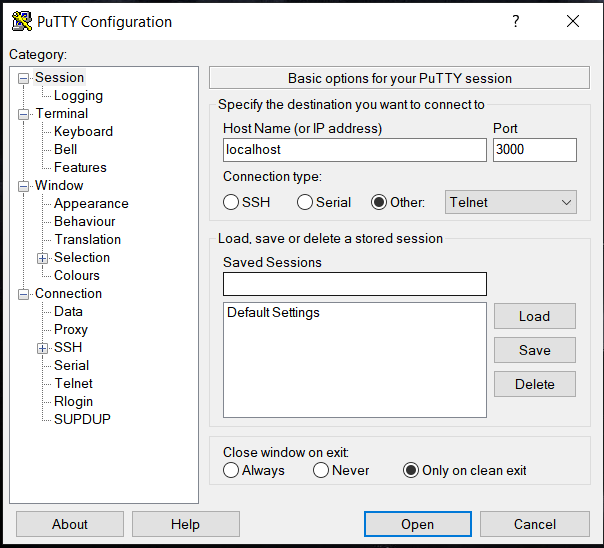 PuTTY Configuration
?
Category:
Session
Logging
Terminal
Keyboard
Bell
Features
Window
Appearance
Behaviour
Translation
Selection
Colours
Connection
Data
Proxy
SSH
Serial
Telnet
Rlogin
SUPDUP
Basic options for your PuTTY session
Specify the destination you want to connect to
Host Name (or IP address) Port
localhost 3000
Connection type:
SSH Serial Other: Telnet
Load, save or delete a stored session
Saved Sessions
Default Settings
Load
Save
Delete
Close window on exit:
Always Never Only on clean exit
About Help Open Cancel